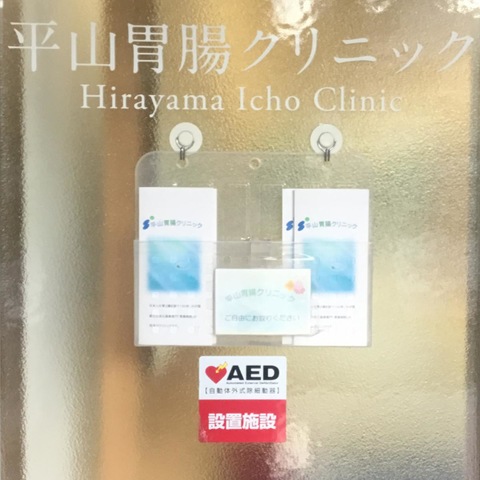 平山胃腸クリニック
Hirayama Icho Clinic
平山胃腸クリニック
平山胃腸クリニック
平山胃腸クリニック
ご自由にお取りください
AED
【自動体外式除細動器】
設置施設